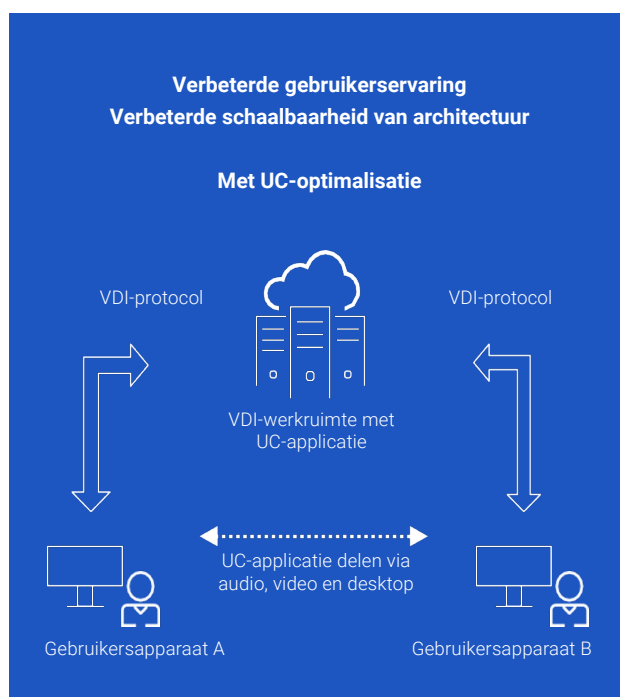 Verbeterde gebruikerservaring
Verbeterde schaalbaarheid van architectuur
Met UC-optimalisatie
VDI-protocol
VDI-protocol
VDI-werkruimte met
UC-applicatie
UC-applicatie delen via
audio, video en desktop
Gebruikersapparaat A
Gebruikersapparaat B